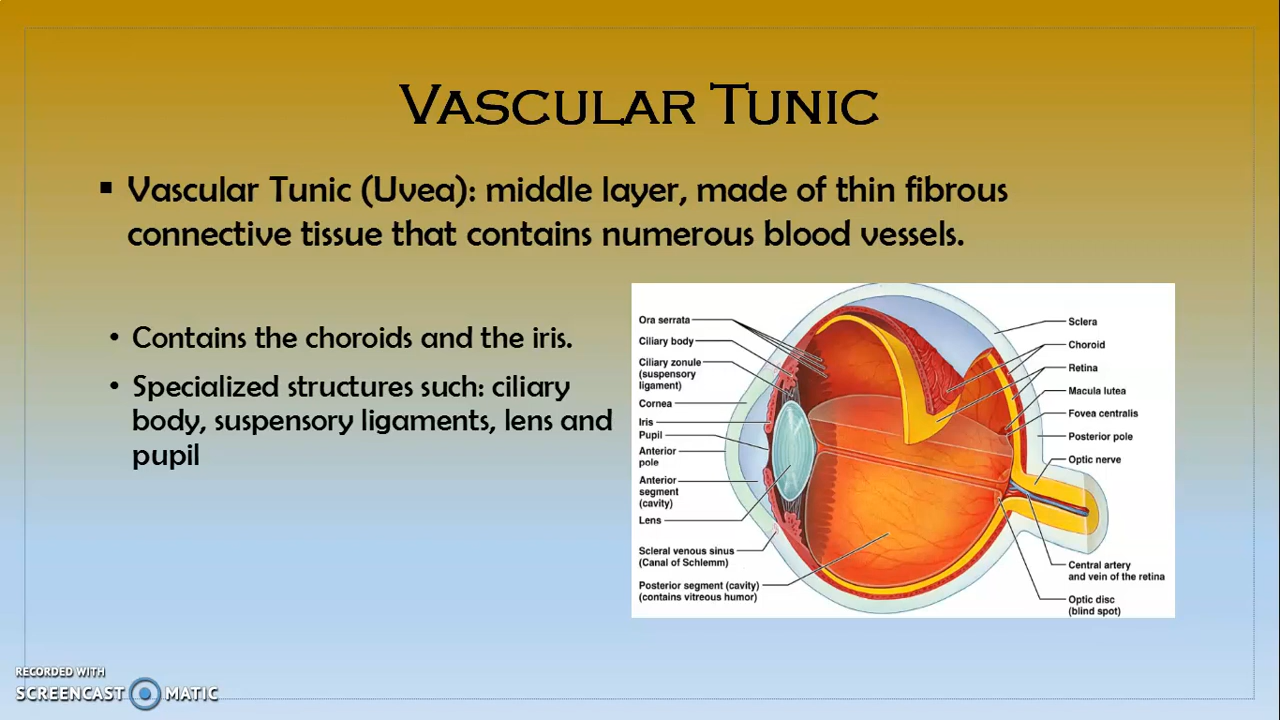 VASCULAR TUNIC
▪ Vascular Tunic (Uvea): middle layer, made of thin fibrous
connective tissue that contains numerous blood vessels.
• Contains the choroids and the iris.
• Specialized structures such: ciliary
body, suspensory ligaments, lens and
pupil
Ora serrata
Ciliary body
Ciliary zonule
(suspensory
ligament)
Cornea
Iris
Pupil
Anterior
pole
Anterior
segment
(cavity)
Lens
Scleral venous sinus
(Canal of Schlemm)
Posterior segment (cavity)
(contains vitreous humor)
Sclera
Choroid
Retina
Macula lutea
Fovea centralis
Posterior pole
Optic nerve
Central artery
and vein of the retina
Optic disc
(blind spot)
RECORDED WITH
SCREENCAST MATIC